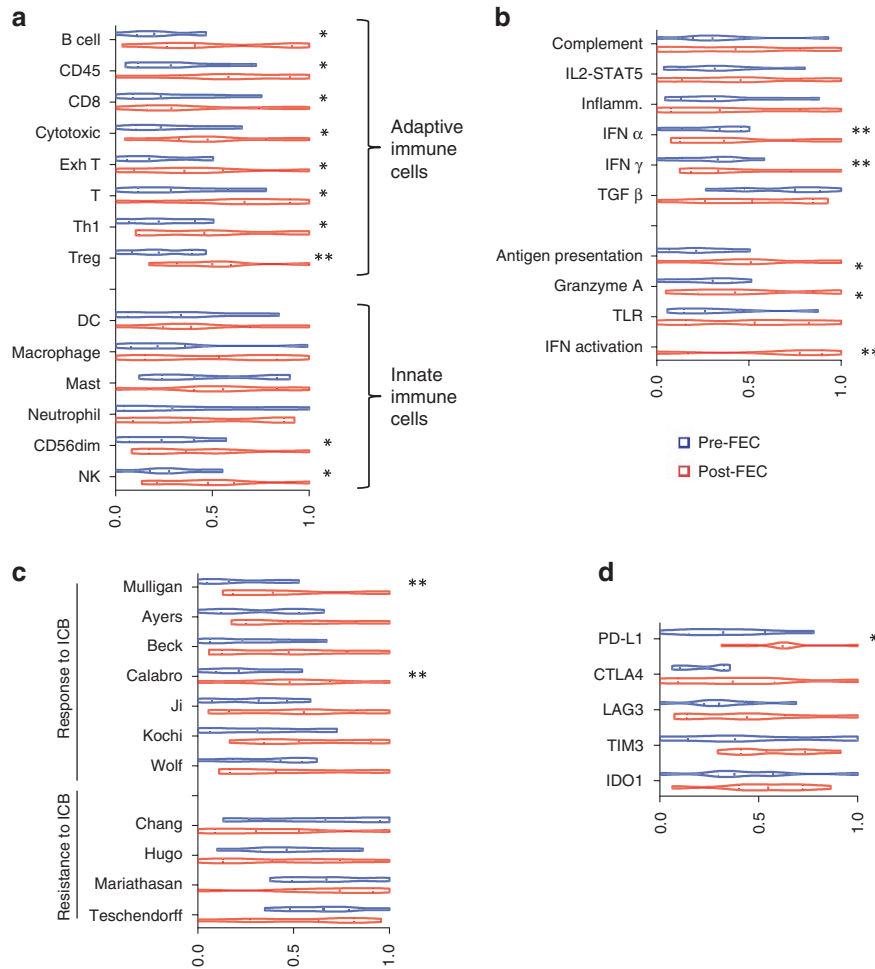 a
B cell *
CD45 *
CD8 *
Cytotoxic *
Exh T *
T *
Th1 *
Treg **
Adaptive
immune
cells
DC
Macrophage
Mast
Neutrophil
CD56dim *
NK *
Innate
immune
cells
0.0 0.5 1.0
b
Complement
IL2-STAT5
Inflamm.
IFN α **
IFN γ **
TGF β
Antigen presentation *
Granzyme A *
TLR
IFN activation **
0.0 0.5 1.0
Pre-FEC
Post-FEC
c
Response to ICB
Mulligan **
Ayers
Beck
Calabro **
Ji
Kochi
Wolf
Resistance to ICB
Chang
Hugo
Mariathasan
Teschendorff
0.0 0.5 1.0
d
PD-L1 *
CTLA4
LAG3
TIM3
IDO1
0.0 0.5 1.0